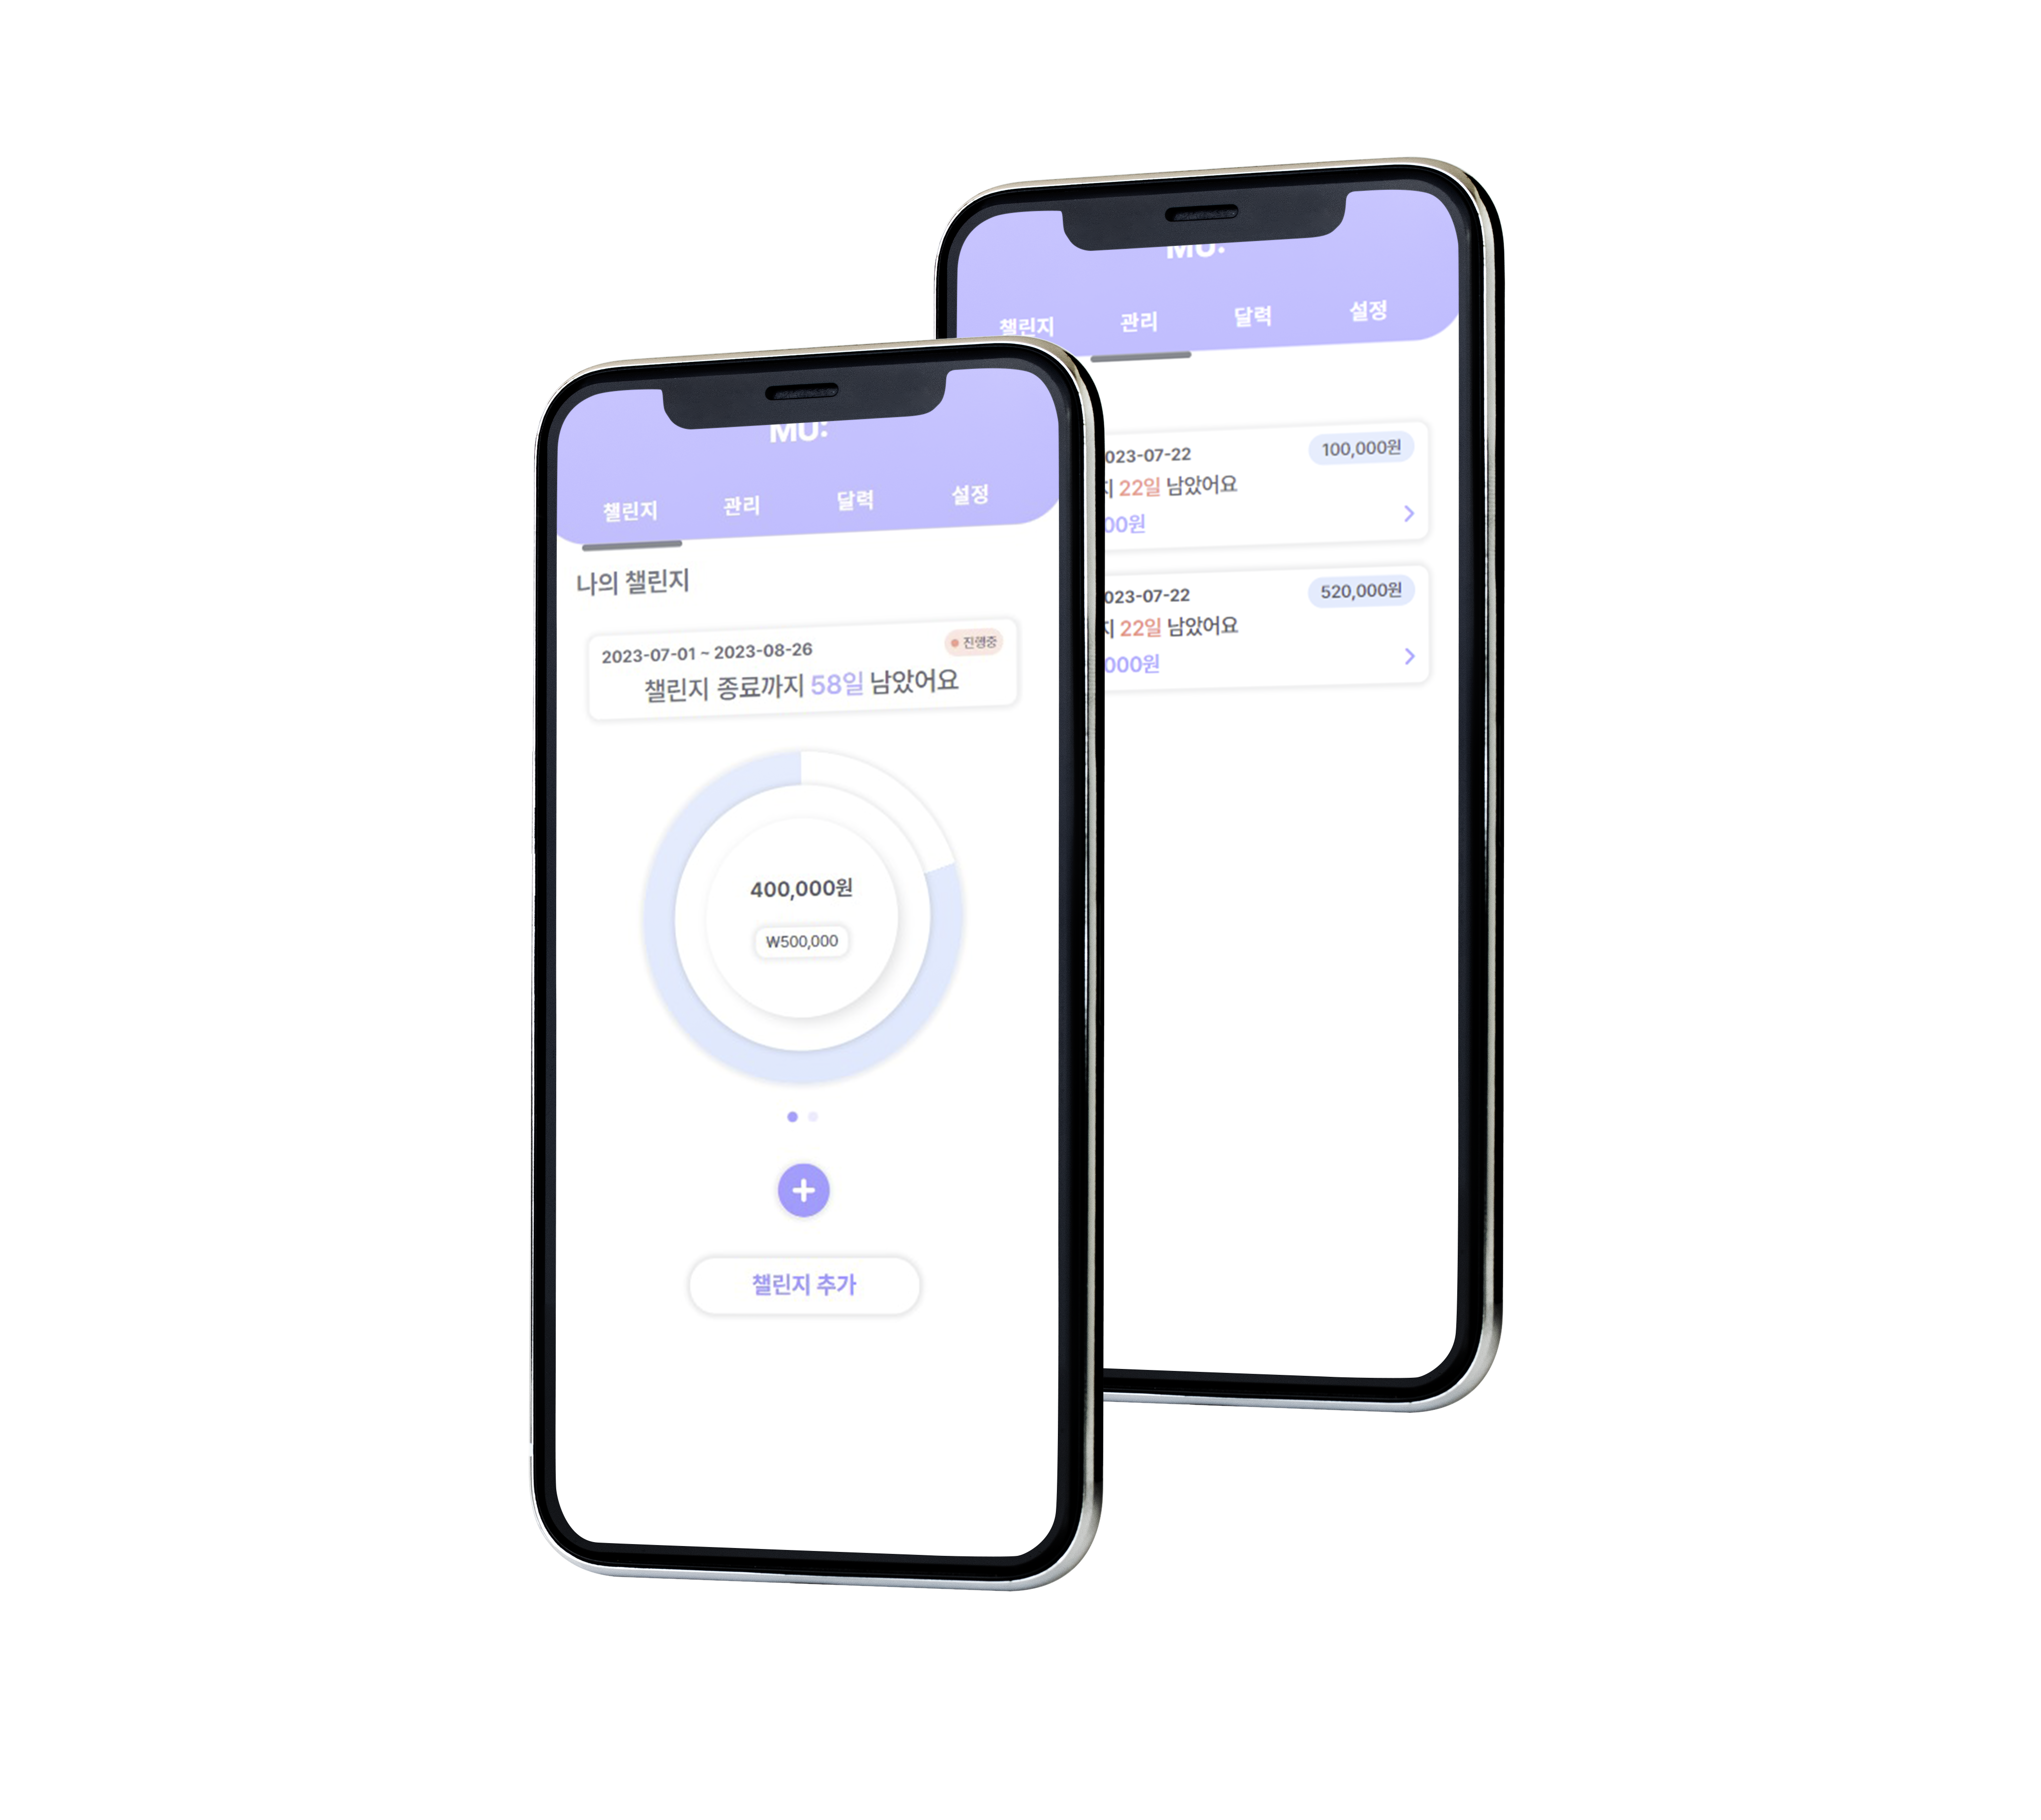 MU:
챌린지 관리 달력 설정
나의 챌린지
2023-07-01 ~ 2023-08-26
진행중
챌린지 종료까지 58일 남았어요
400,000원
₩500,000
챌린지 추가
MU:
챌린지 관리 달력 설정
023-07-22
100,000원
지 22일 남았어요
00원
023-07-22
520,000원
지 22일 남았어요
000원